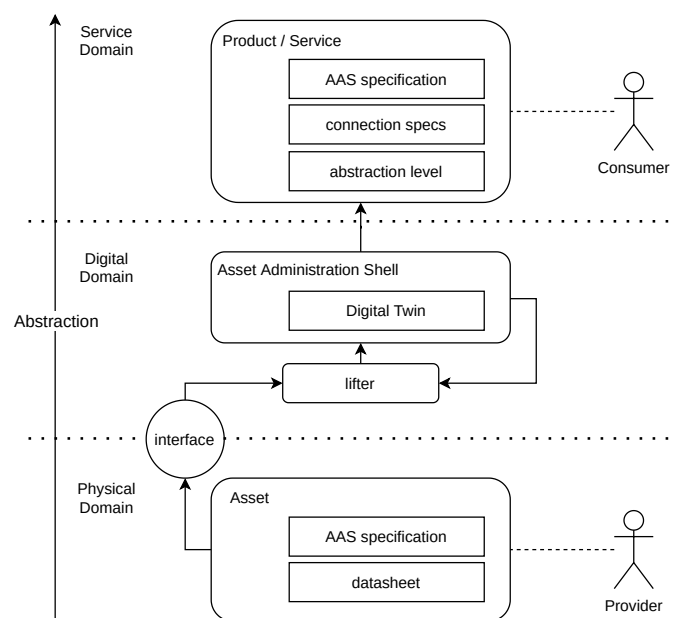 Service
Domain
Product / Service
AAS specification
connection specs
abstraction level
Consumer
Digital
Domain
Asset Administration Shell
Digital Twin
Abstraction
lifter
interface
Physical
Domain
Asset
AAS specification
datasheet
Provider